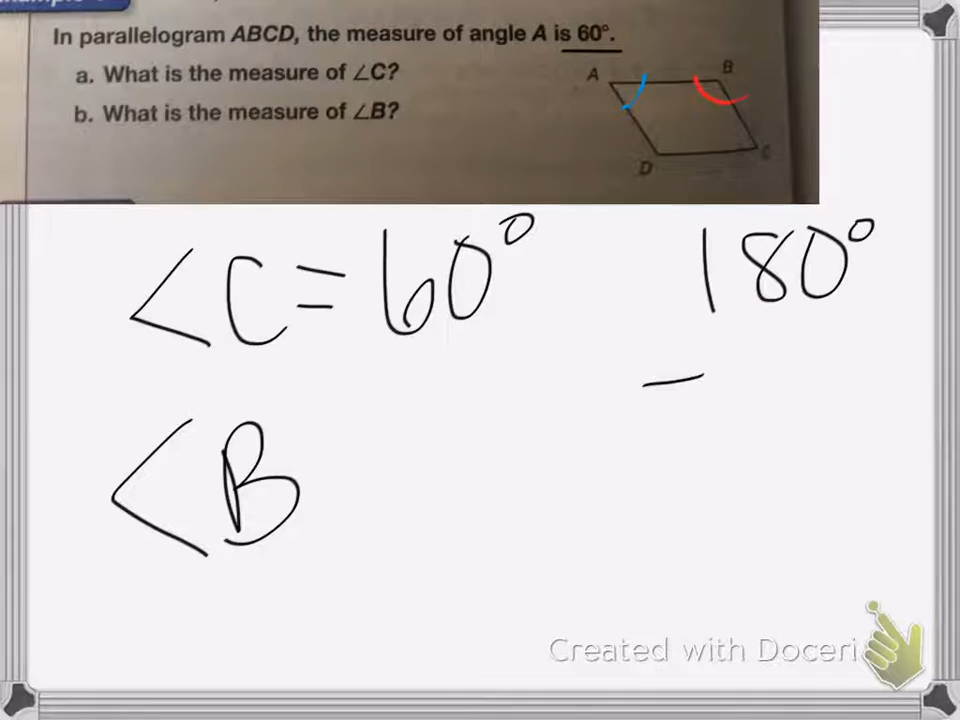 In parallelogram ABCD, the measure of angle A is 60°.
a. What is the measure of ∠C?
b. What is the measure of ∠B?
A
B
D
C
<C = 60°
180°
−
<B
Created with Doceri